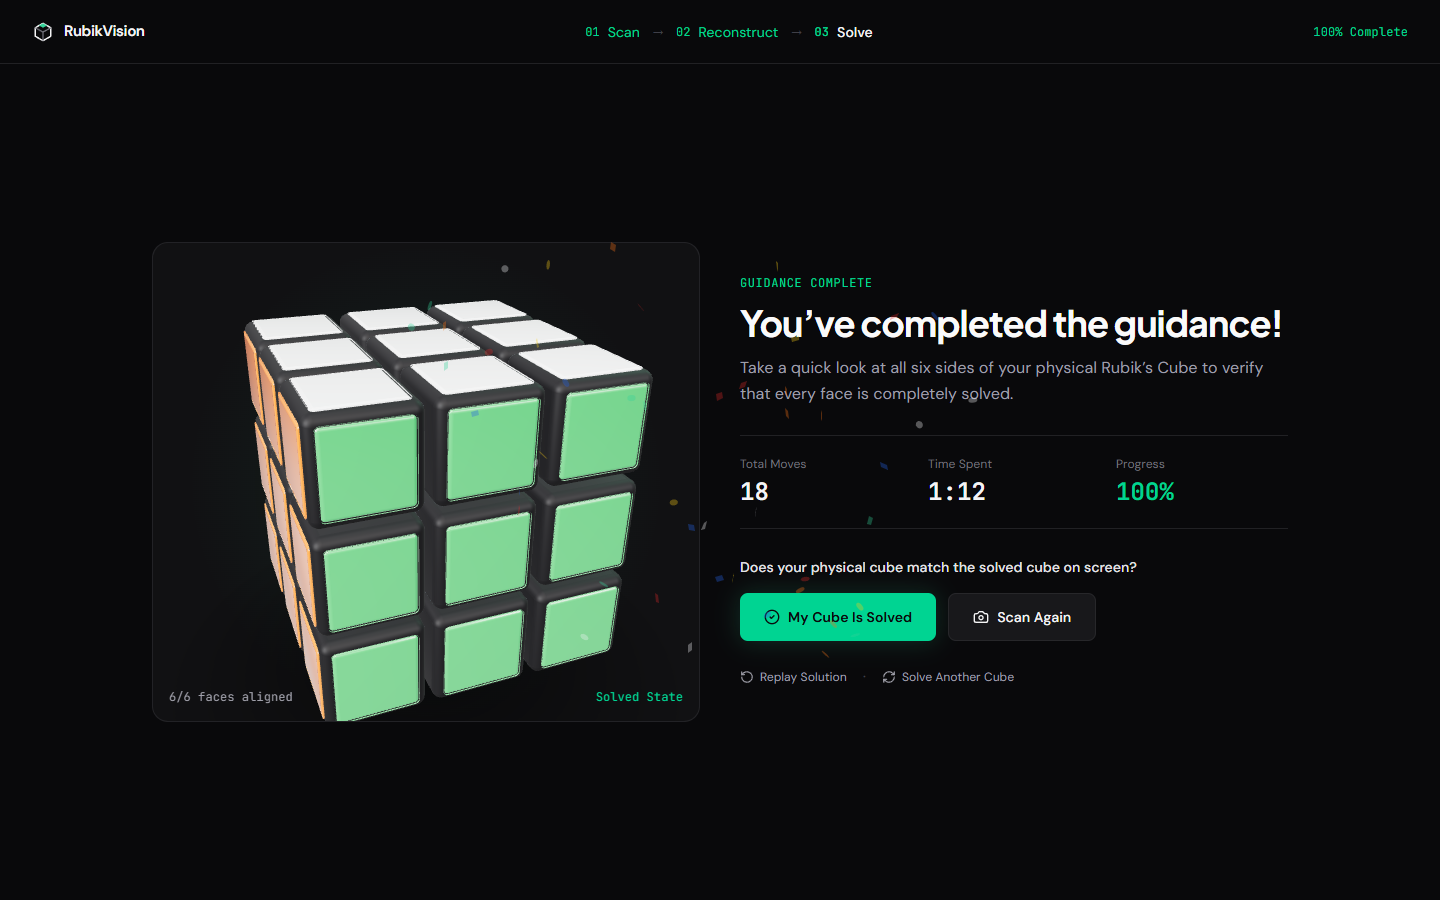 RubikVision
01 Scan → 02 Reconstruct → 03 Solve
100% Complete
GUIDANCE COMPLETE
You’ve completed the guidance!
Take a quick look at all six sides of your physical Rubik’s Cube to verify
that every face is completely solved.
Total Moves
18
Time Spent
1:12
Progress
100%
Does your physical cube match the solved cube on screen?
My Cube Is Solved
Scan Again
Replay Solution · Solve Another Cube
6/6 faces aligned
Solved State